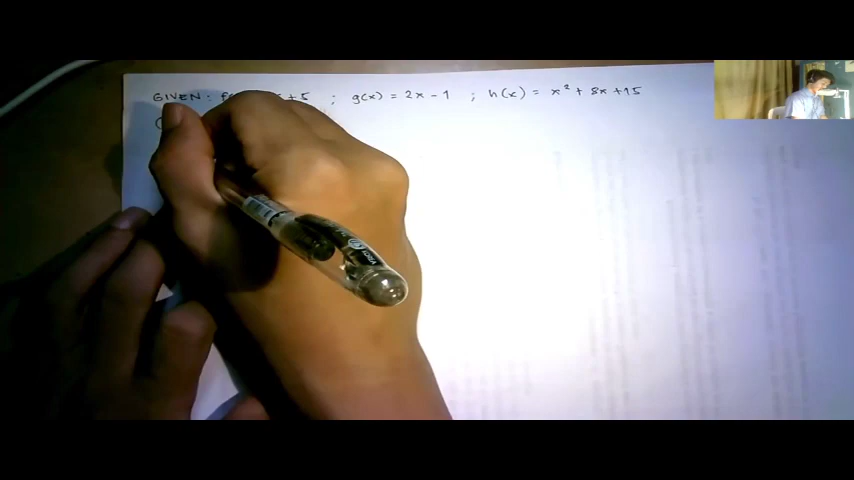 GIVEN: +5 ; g(x) = 2x - 1 ; h(x) = x² + 8x + 15
(